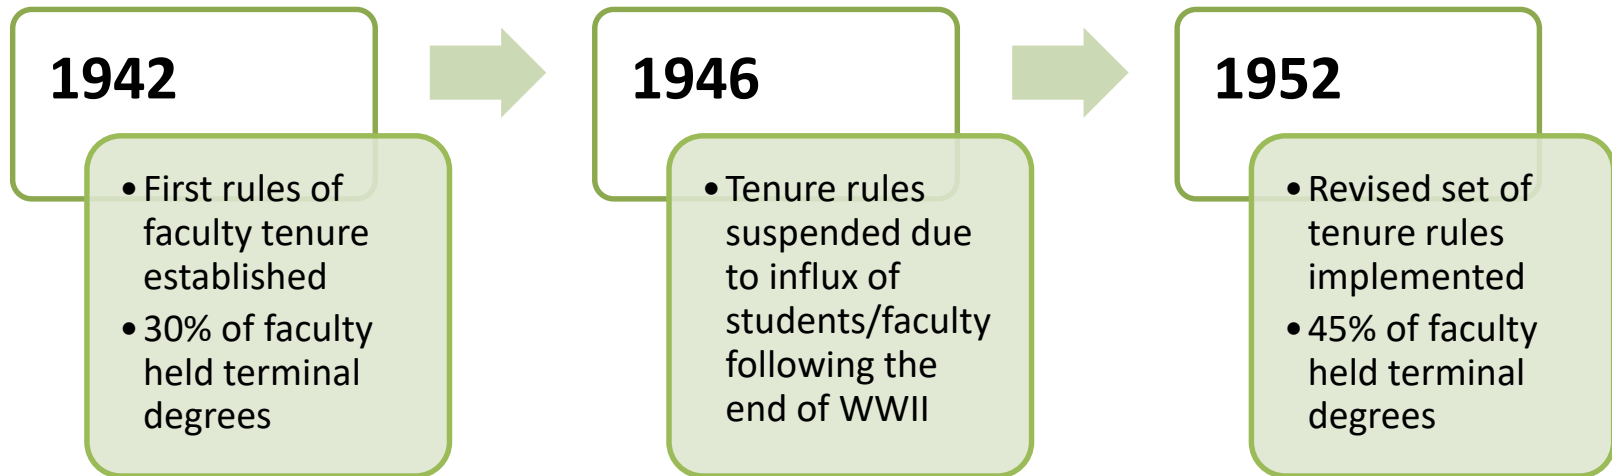 1942
• First rules of
faculty tenure
established
• 30% of faculty
held terminal
degrees
1946
• Tenure rules
suspended due
to influx of
students/faculty
following the
end of WWII
1952
• Revised set of
tenure rules
implemented
• 45% of faculty
held terminal
degrees